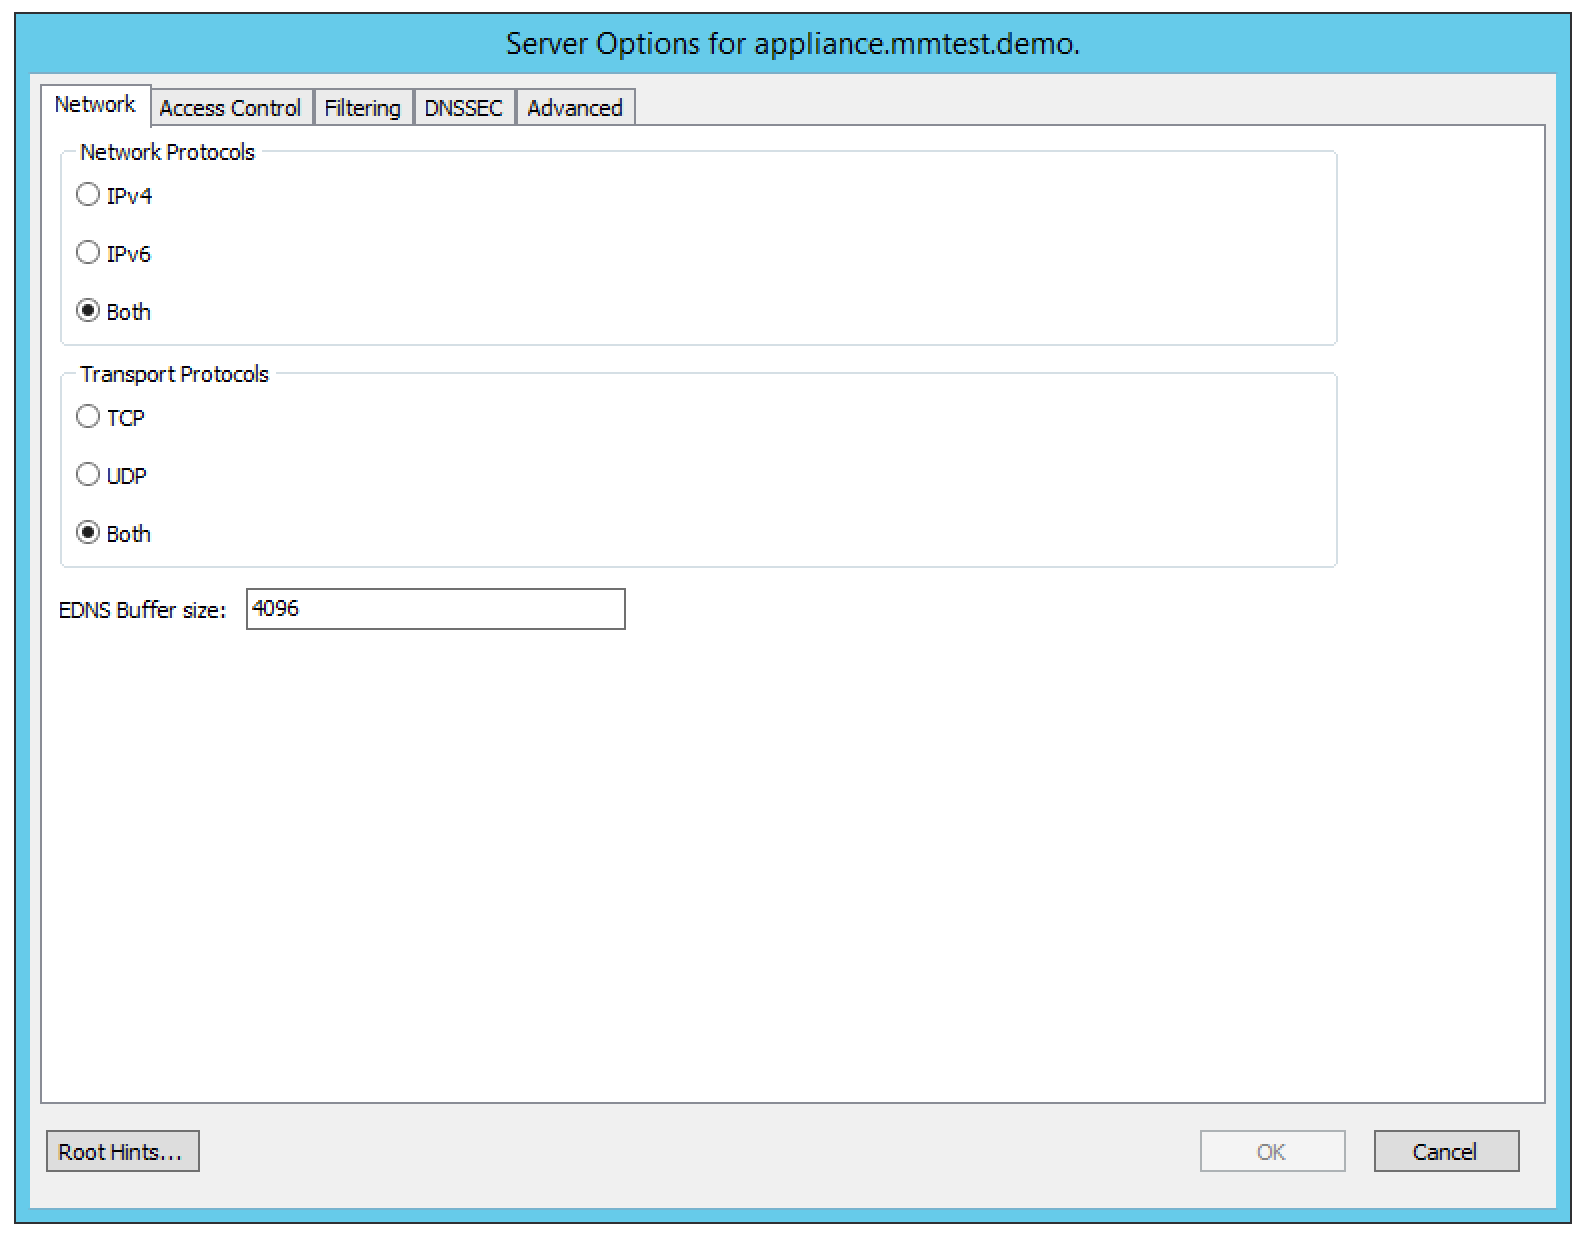 Server Options for appliance.mmtest.demo.
Network Access Control Filtering DNSSEC Advanced
Network Protocols
IPv4
IPv6
Both
Transport Protocols
TCP
UDP
Both
EDNS Buffer size: 4096
Root Hints... OK Cancel